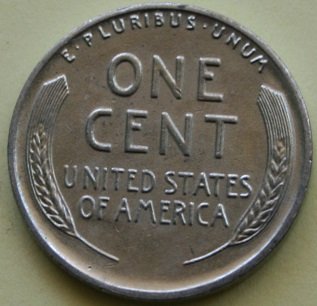 E·PLURIBUS·UNUM
ONE
CENT
UNITED STATES
OF AMERICA